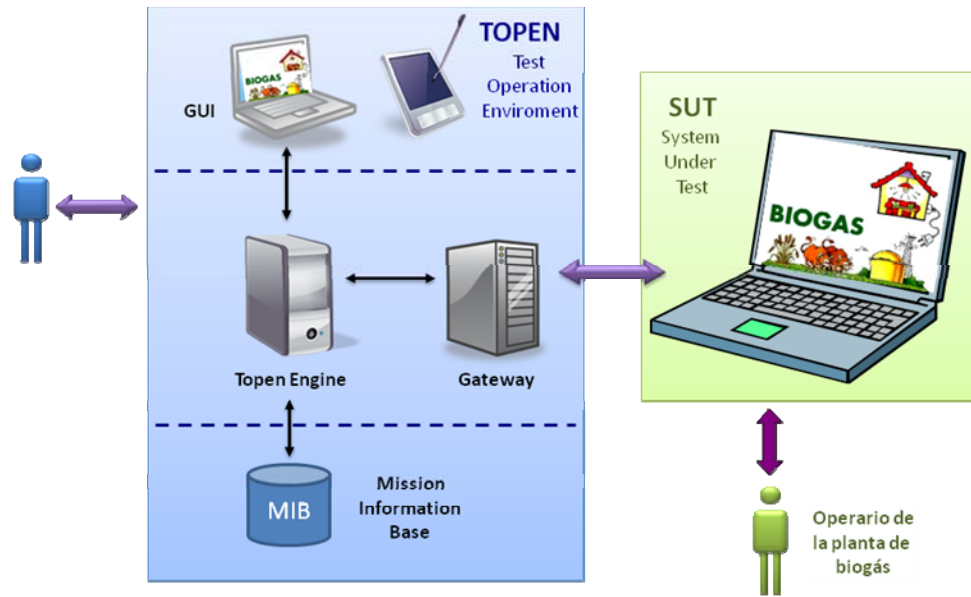 TOPEN
Test
Operation
Enviroment
GUI
BIOGAS
Topen Engine
Gateway
MIB
Mission
Information
Base
SUT
System
Under
Test
BIOGAS
Operario de
la planta de
biogás